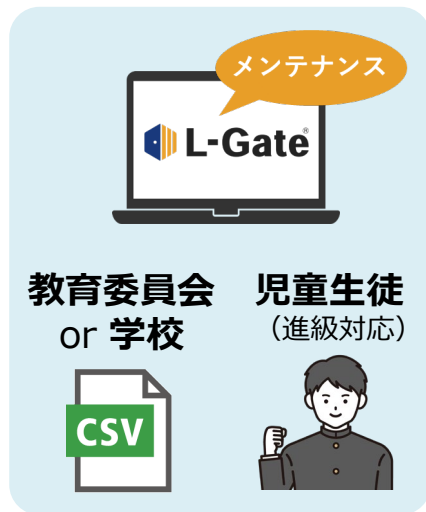 メンテナンス
L-Gate®
教育委員会
or 学校
児童生徒
（進級対応）
CSV